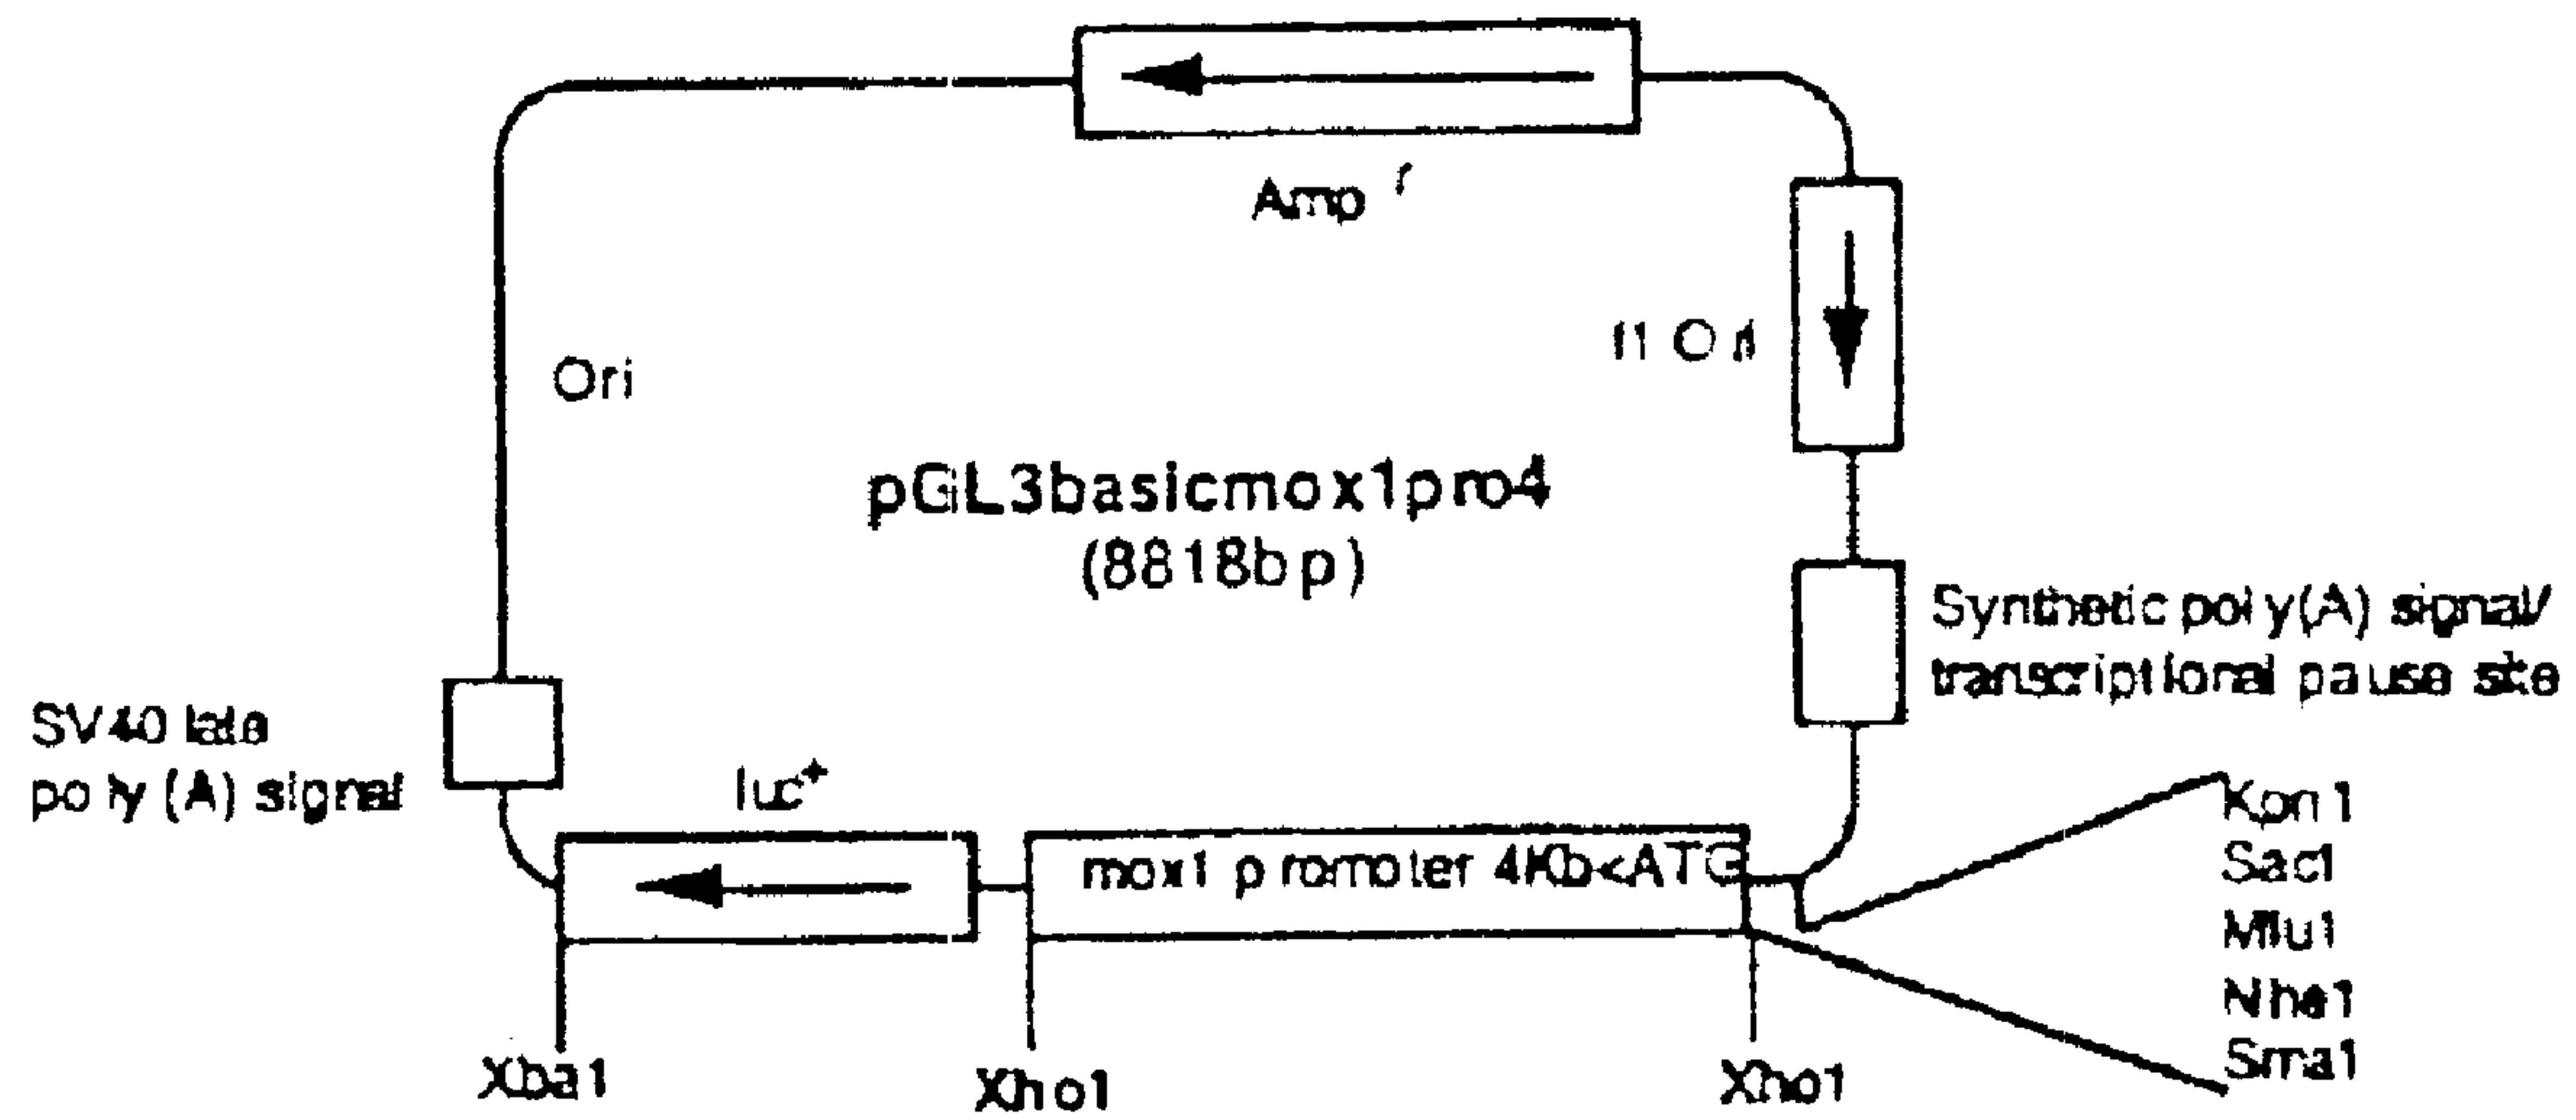 Amp r
f1 Ori
Ori
pGL3basicmox1pro4
(8818bp)
Synthetic poly(A) signal/
transcriptional pause site
SV40 late
poly (A) signal
luc+
mox1 promoter 4Kb<ATG
Kpn1
Sac1
Mlu1
Nhe1
Sma1
Xba1
Xho1
Xho1